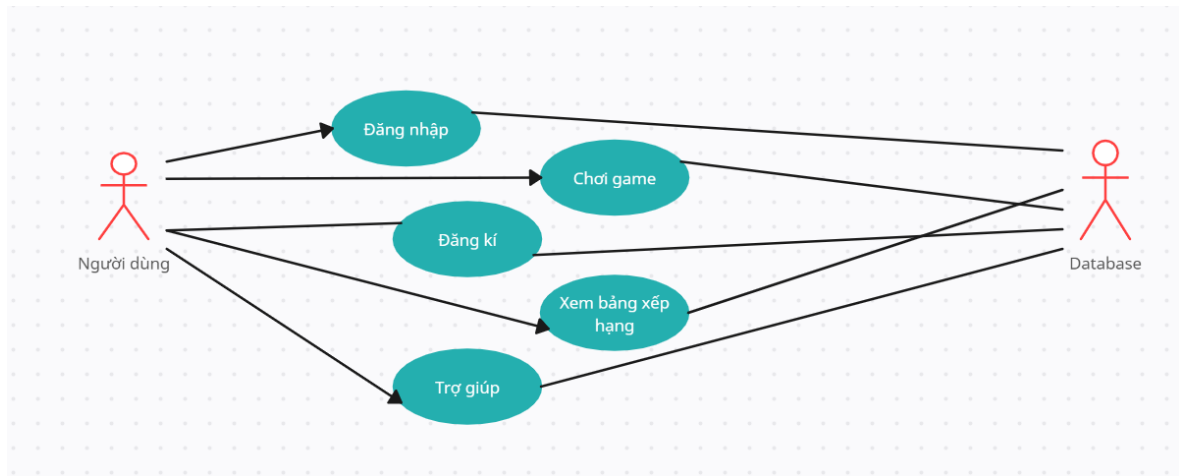 Đăng nhập
Chơi game
Đăng kí
Người dùng
Database
Xem bảng xếp
hạng
Trợ giúp